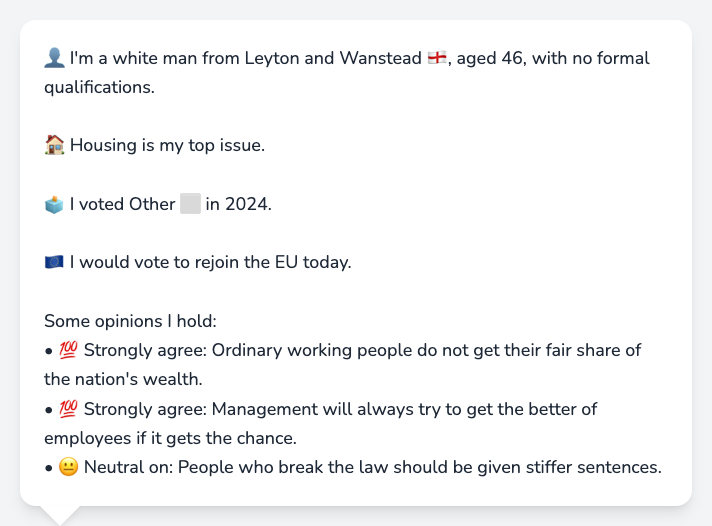 👤 I'm a white man from Leyton and Wanstead 🏴󠁧󠁢󠁥󠁮󠁧󠁿, aged 46, with no formal
qualifications.
🏠 Housing is my top issue.
🗳️ I voted Other ⬜ in 2024.
🇪🇺 I would vote to rejoin the EU today.
Some opinions I hold:
• 💯 Strongly agree: Ordinary working people do not get their fair share of
the nation's wealth.
• 💯 Strongly agree: Management will always try to get the better of
employees if it gets the chance.
• 😐 Neutral on: People who break the law should be given stiffer sentences.